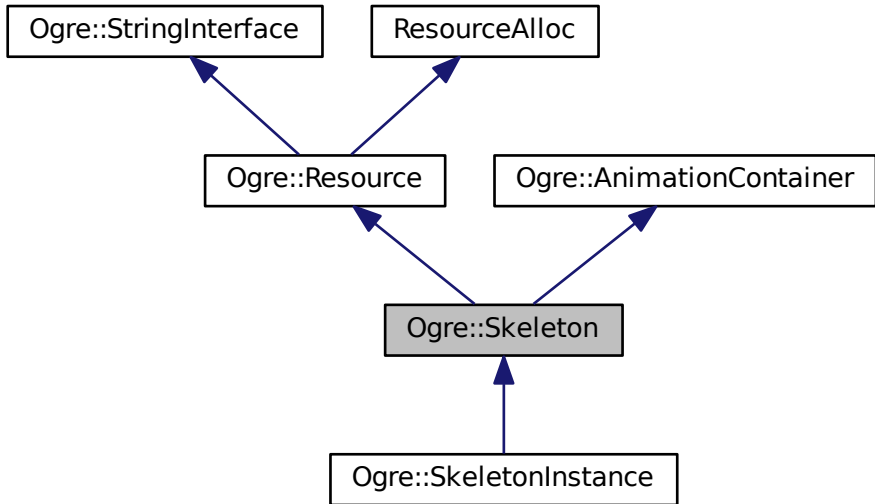 Ogre::StringInterface
ResourceAlloc
Ogre::Resource
Ogre::AnimationContainer
Ogre::Skeleton
Ogre::SkeletonInstance